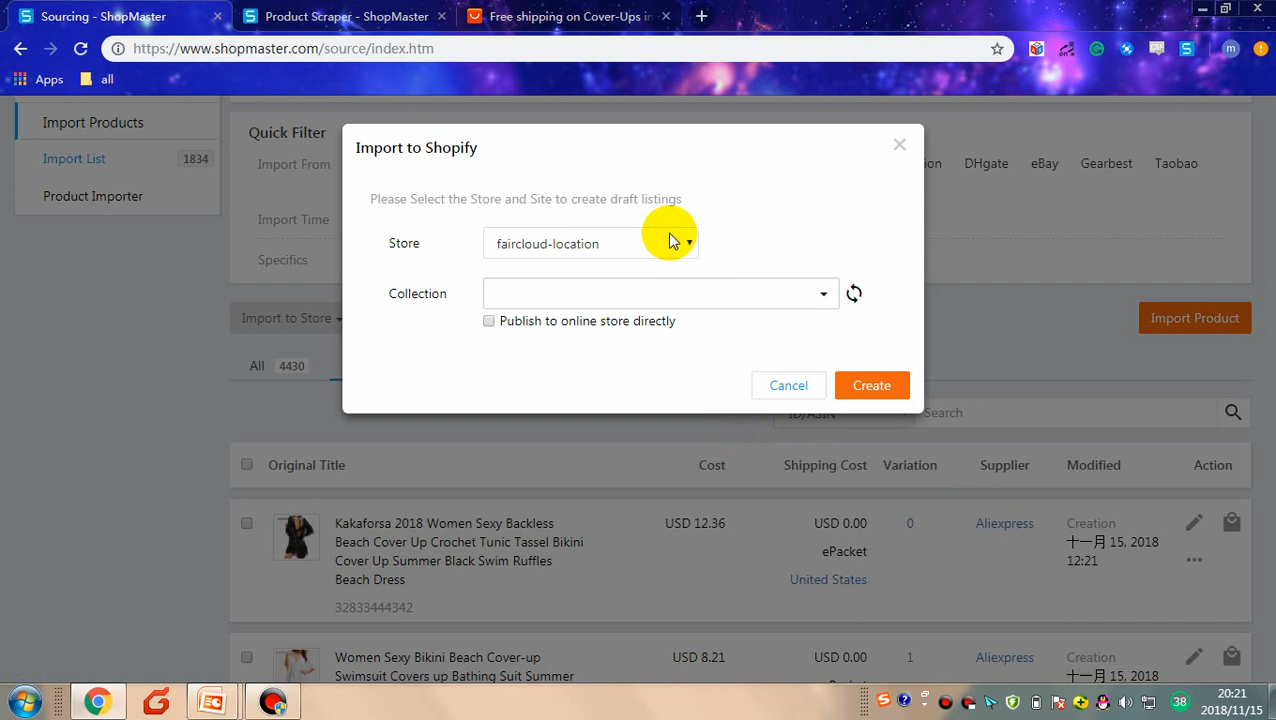 Sourcing - ShopMaster
Product Scraper - ShopMaster
Free shipping on Cover-Ups in
https://www.shopmaster.com/source/index.htm
CSF
S
m
Apps
all
Import Products
Import List 1834
Product Importer
Quick Filter
Import From
DHgate eBay Gearbest Taobao
Import Time
Specifics
Import to Store
Import Product
All 4430
Import to Shopify
Please Select the Store and Site to create draft listings
Store faircloud-location
Collection
Publish to online store directly
Cancel Create
ID/ASIN Search
Original Title Cost Shipping Cost Variation Supplier Modified Action
Kakaforsa 2018 Women Sexy Backless
Beach Cover Up Crochet Tunic Tassel Bikini
Cover Up Summer Black Swim Ruffles
Beach Dress
32833444342
USD 12.36
USD 0.00
ePacket
United States
0
Aliexpress
Creation
十一月 15, 2018
12:21
Women Sexy Bikini Beach Cover-up
Swimsuit Covers up Bathing Suit Summer
USD 8.21
USD 0.00
1
Aliexpress
Creation
38
20:21
2018/11/15